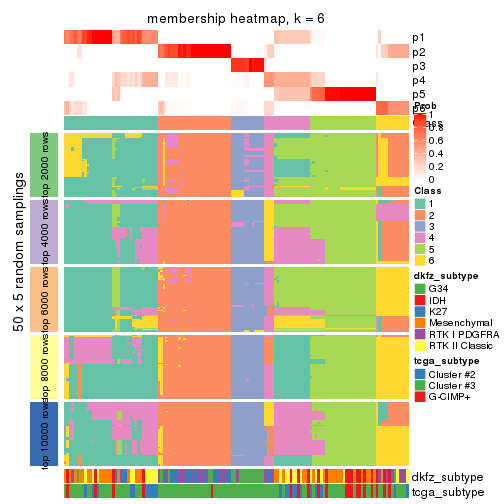 membership heatmap, k = 6
p1
p2
p3
p4
p5
Prob
1
0.8
0.6
0.4
0.2
0
Class
1
2
3
4
5
6
dkfz_subtype
G34
IDH
K27
Mesenchymal
RTK I PDGFRA
RTK II Classic
tcga_subtype
Cluster #2
Cluster #3
G-CIMP+
50 x 5 random samplings
top 2000 rows
top 4000 rows
top 6000 rows
top 8000 rows
top 10000 rows
dkfz_subtype
tcga_subtype